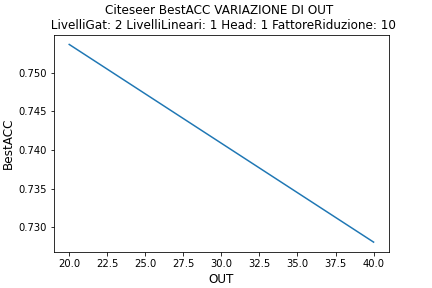 Citeseer BestACC VARIAZIONE DI OUT
LivelliGat: 2 LivelliLineari: 1 Head: 1 FattoreRiduzione: 10
BestACC
0.750
0.745
0.740
0.735
0.730
20.0 22.5 25.0 27.5 30.0 32.5 35.0 37.5 40.0
OUT